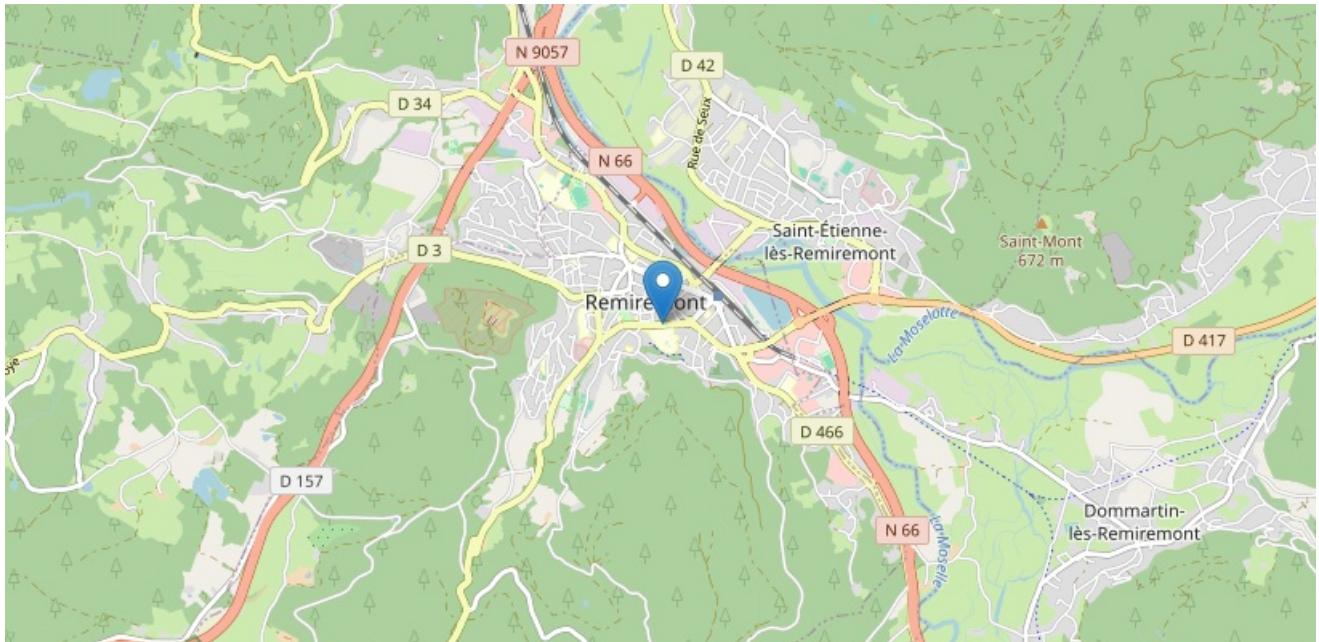 N 9057
D 42
D 34
Rue de Seux
N 66
Saint-Étienne-
lès-Remiremont
Saint-Mont
672 m
D 3
Remiremont
La Moselotte
D 417
oye
D 466
D 157
N 66
La Moselle
Dommartin-
lès-Remiremont